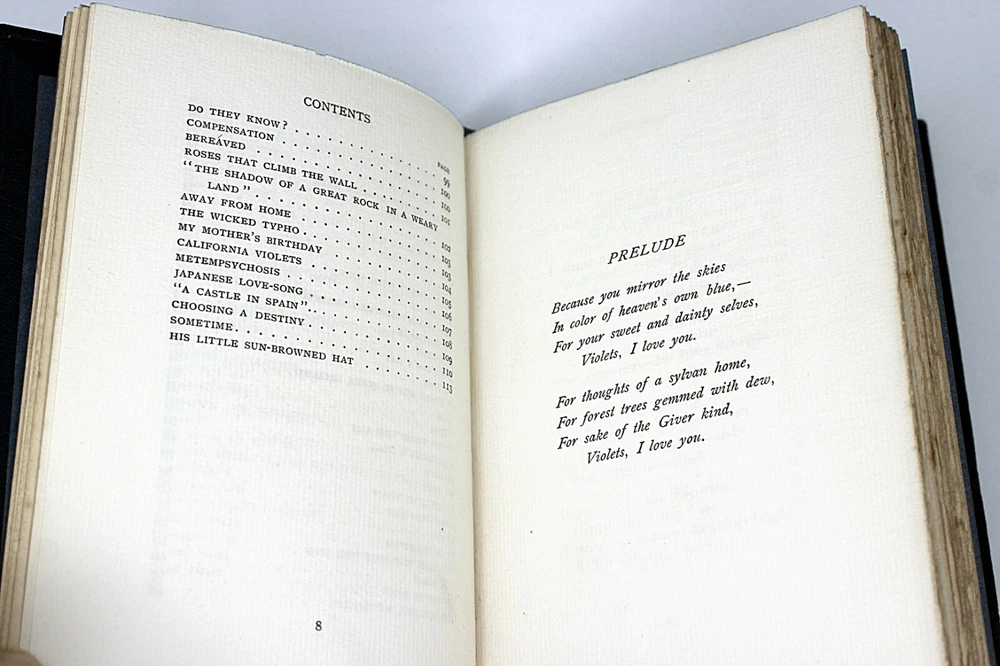 CONTENTS
PAGE
DO THEY KNOW? . . . . . . . . . . 99
COMPENSATION . . . . . . . . . . 100
BEREÁVED . . . . . . . . . . 100
ROSES THAT CLIMB THE WALL . . . . . . . 101
“THE SHADOW OF A GREAT ROCK IN A WEARY
LAND” . . . . . . . . . . 102
AWAY FROM HOME . . . . . . . . . . 103
THE WICKED TYPHO . . . . . . . . . . 103
MY MOTHER'S BIRTHDAY . . . . . . . . 104
CALIFORNIA VIOLETS . . . . . . . . . 105
METEMPSYCHOSIS . . . . . . . . . . 106
JAPANESE LOVE-SONG . . . . . . . . . 107
“A CASTLE IN SPAIN” . . . . . . . . . 108
CHOOSING A DESTINY . . . . . . . . . 109
SOMETIME . . . . . . . . . . 110
HIS LITTLE SUN-BROWNED HAT . . . . . . 113
8
PRELUDE
Because you mirror the skies
In color of heaven's own blue,—
For your sweet and dainty selves,
Violets, I love you.
For thoughts of a sylvan home,
For forest trees gemmed with dew,
For sake of the Giver kind,
Violets, I love you.